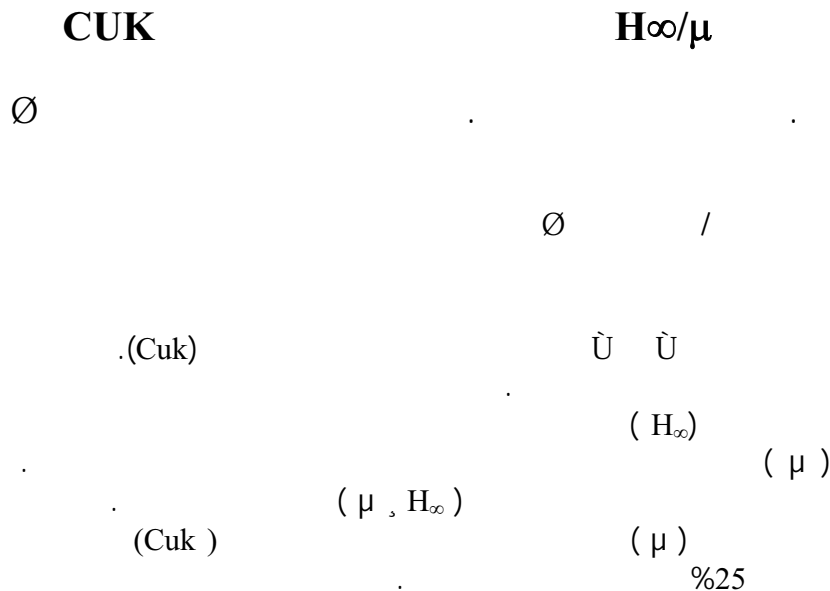 CUK H∞/μ
Ø . .
Ø /
.(Cuk) Ù Ù
.
( H∞)
. ( μ )
. ( μ ¸ H∞ )
(Cuk ) ( μ )
. %25